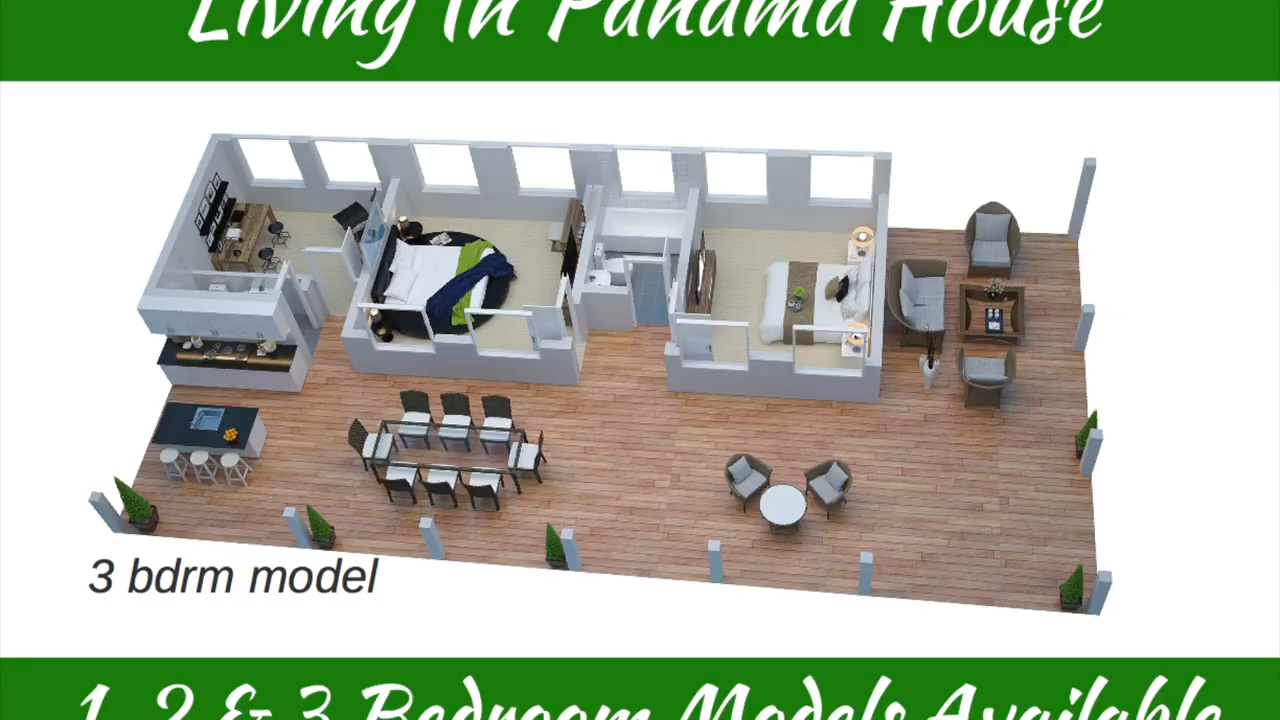 Living In Panama House
3 bdrm model
1, 2 & 3 Bedroom Models Available